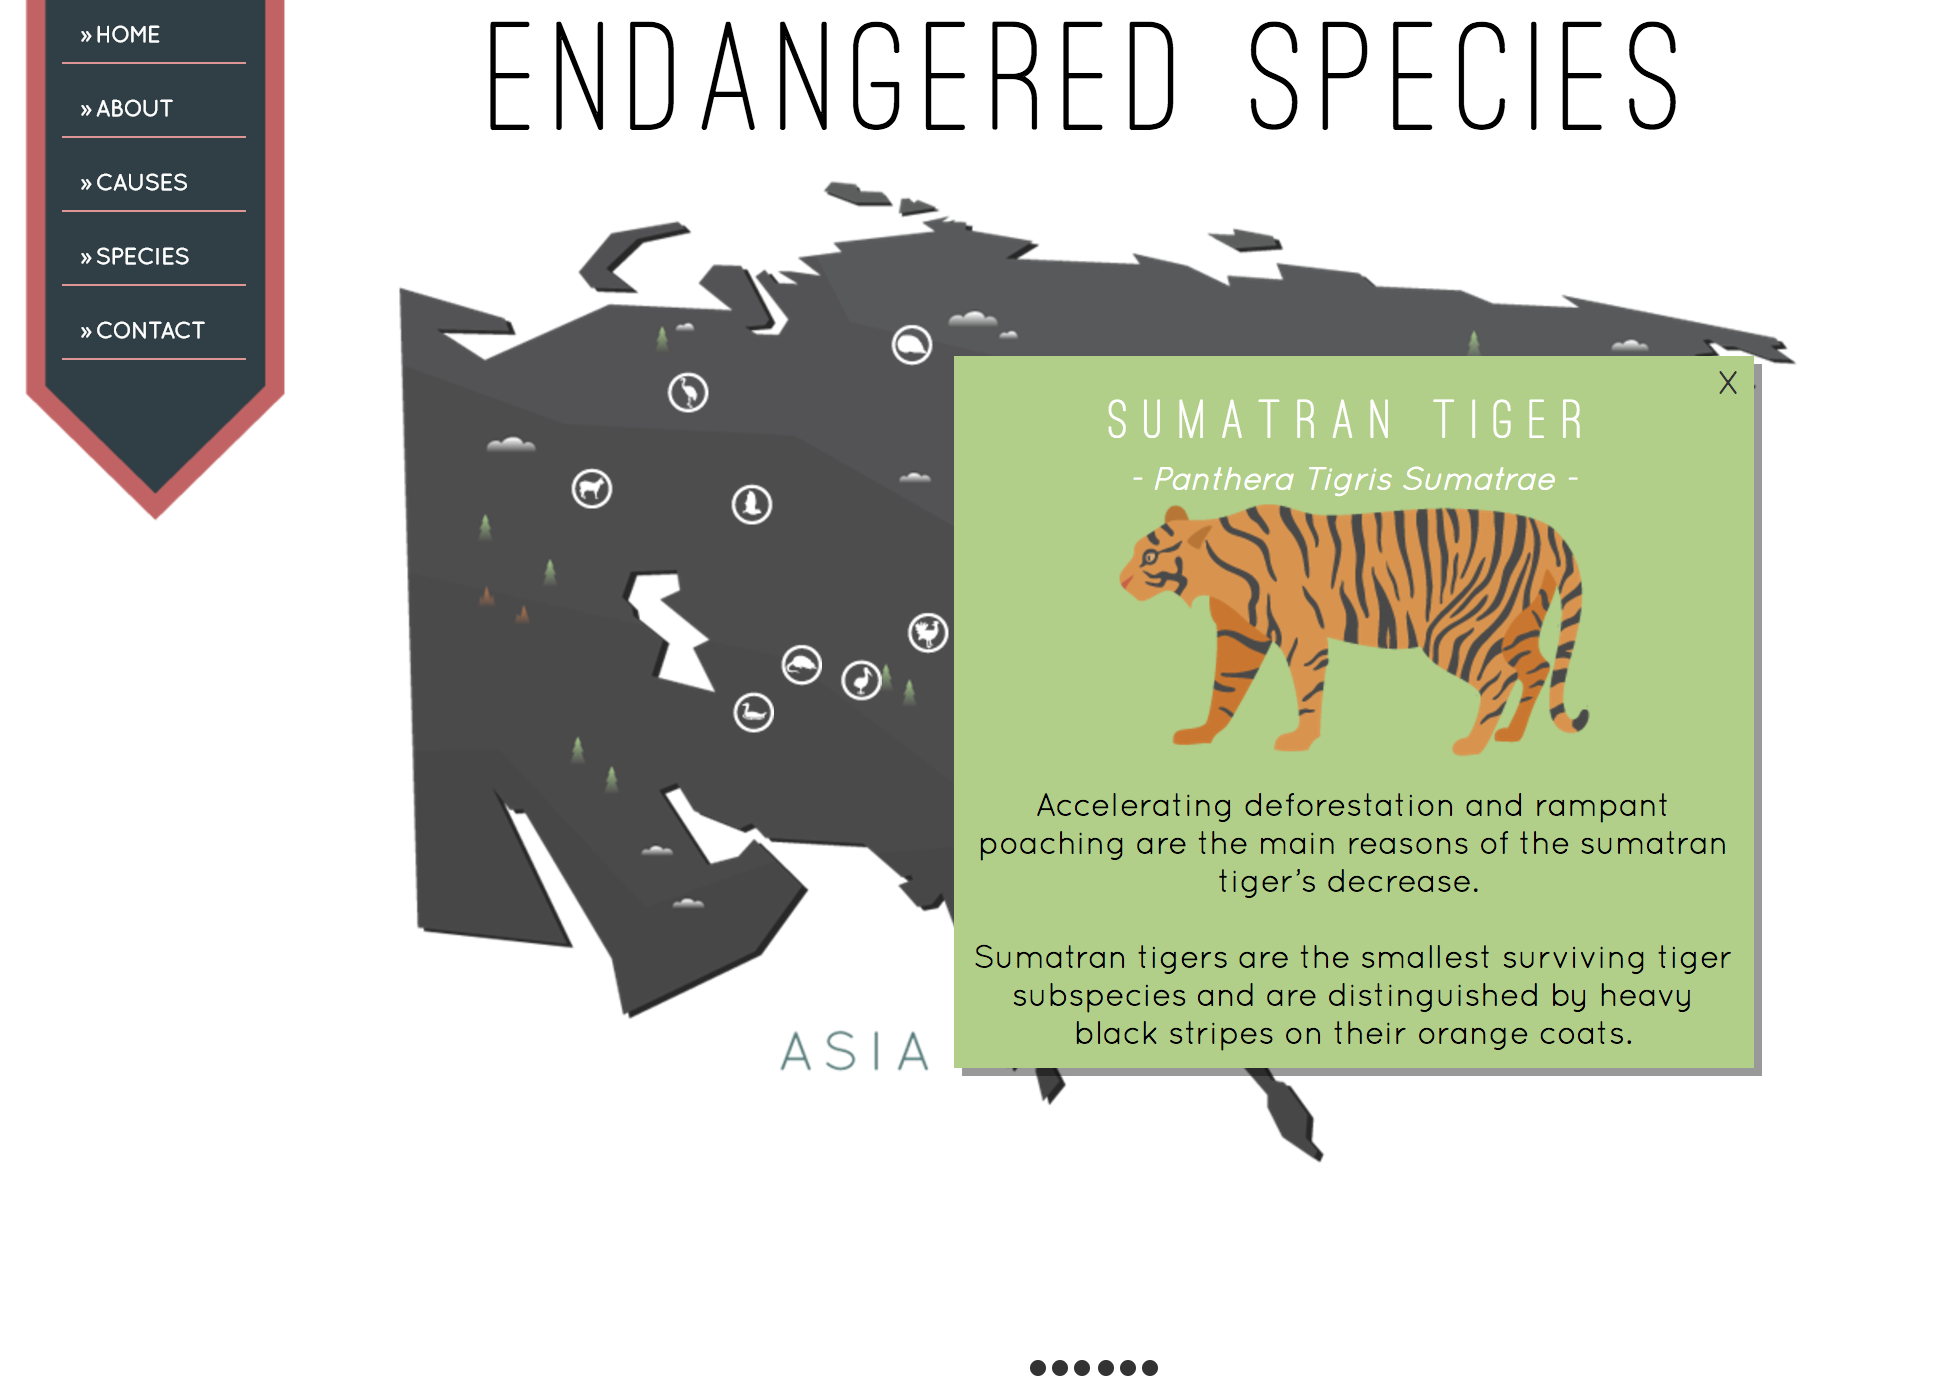 » HOME
» ABOUT
» CAUSES
» SPECIES
» CONTACT
ENDANGERED SPECIES
X
SUMATRAN TIGER
- Panthera Tigris Sumatrae -
Accelerating deforestation and rampant
poaching are the main reasons of the sumatran
tiger’s decrease.
Sumatran tigers are the smallest surviving tiger
subspecies and are distinguished by heavy
black stripes on their orange coats.
ASIA